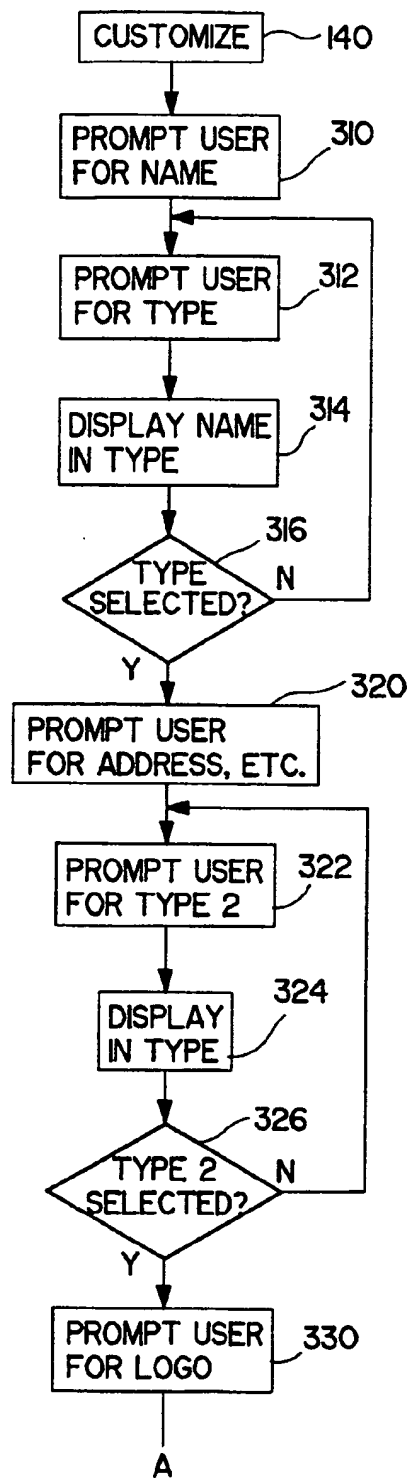 CUSTOMIZE 140
PROMPT USER
FOR NAME
310
PROMPT USER
FOR TYPE
312
DISPLAY NAME
IN TYPE
314
316
TYPE
SELECTED?
N
Y
320
PROMPT USER
FOR ADDRESS, ETC.
PROMPT USER
FOR TYPE 2
322
DISPLAY
IN TYPE
324
326
TYPE 2
SELECTED?
N
Y
PROMPT USER
FOR LOGO
330
A